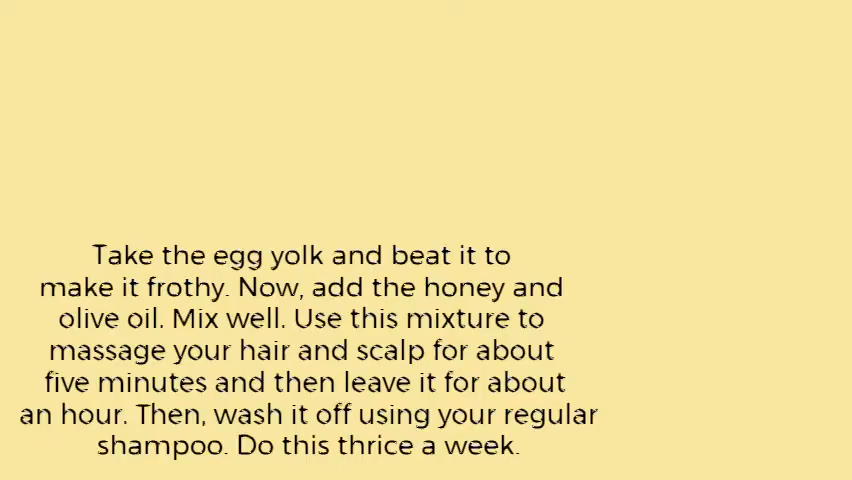 Take the egg yolk and beat it to
make it frothy. Now, add the honey and
olive oil. Mix well. Use this mixture to
massage your hair and scalp for about
five minutes and then leave it for about
an hour. Then, wash it off using your regular
shampoo. Do this thrice a week.